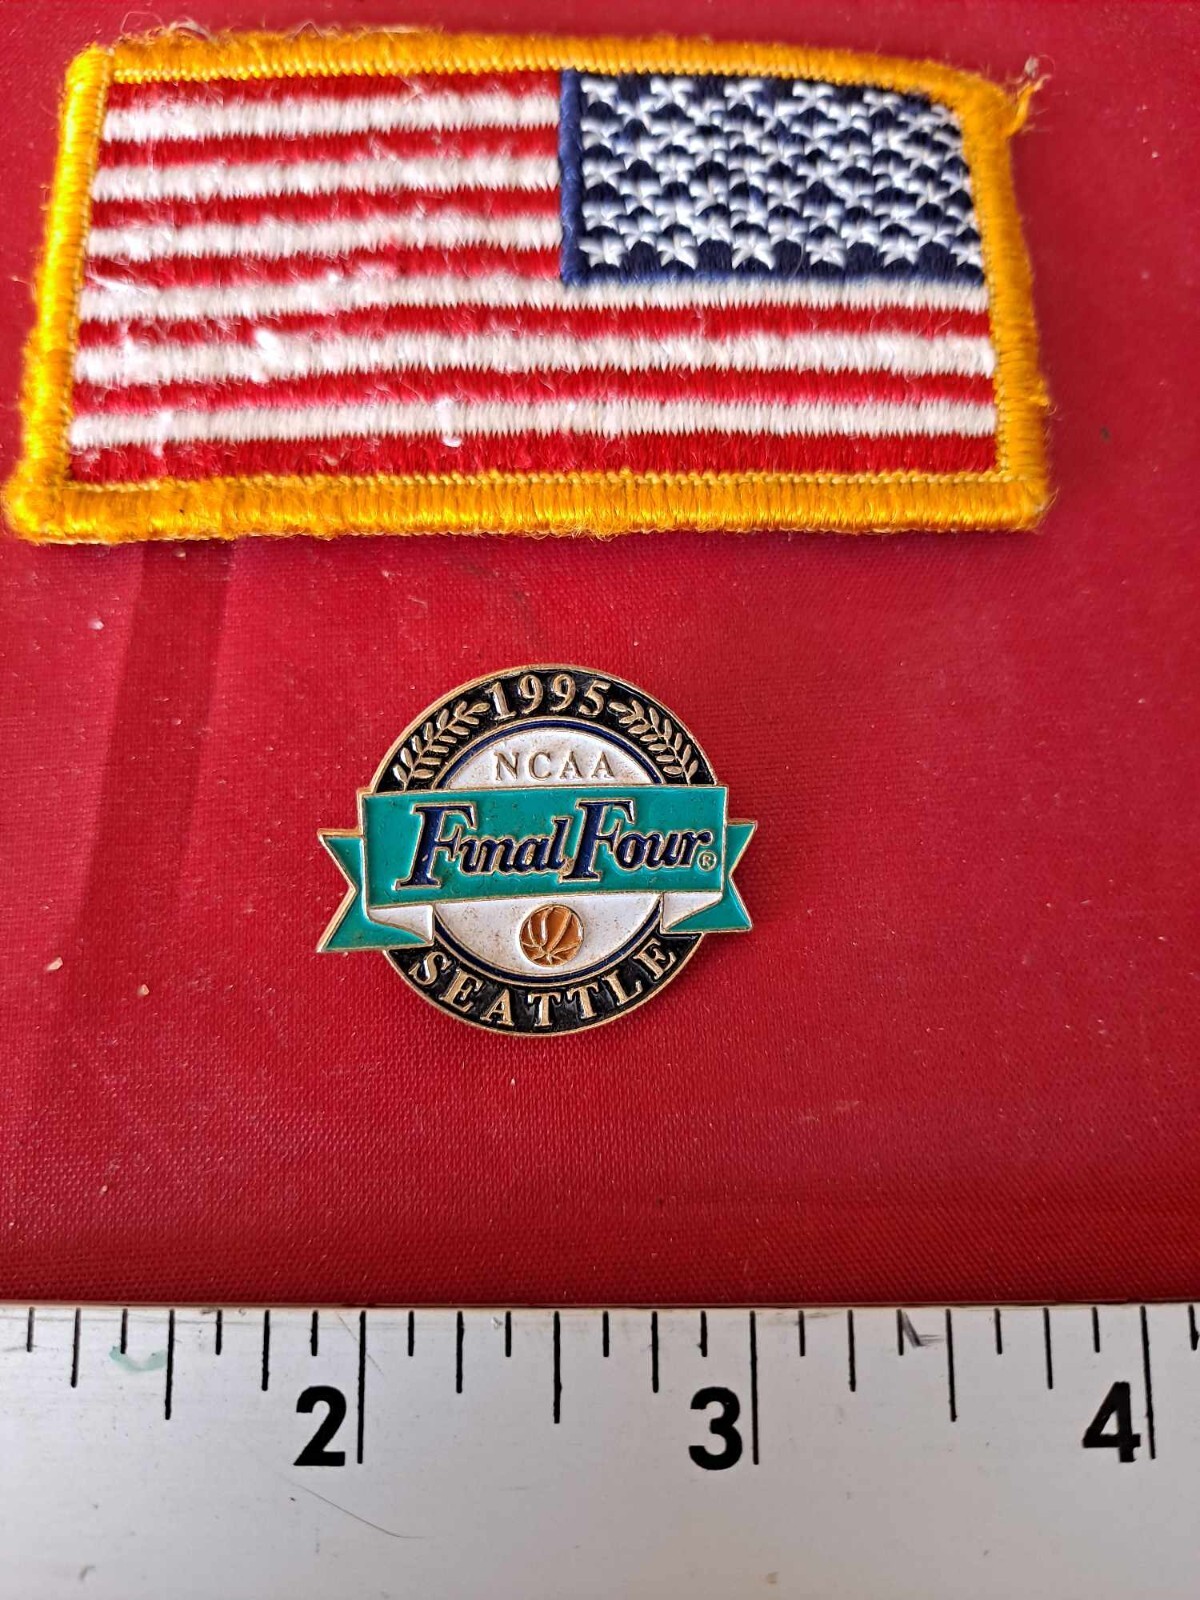 1995
NCAA
Final Four®
SEATTLE
2 3 4